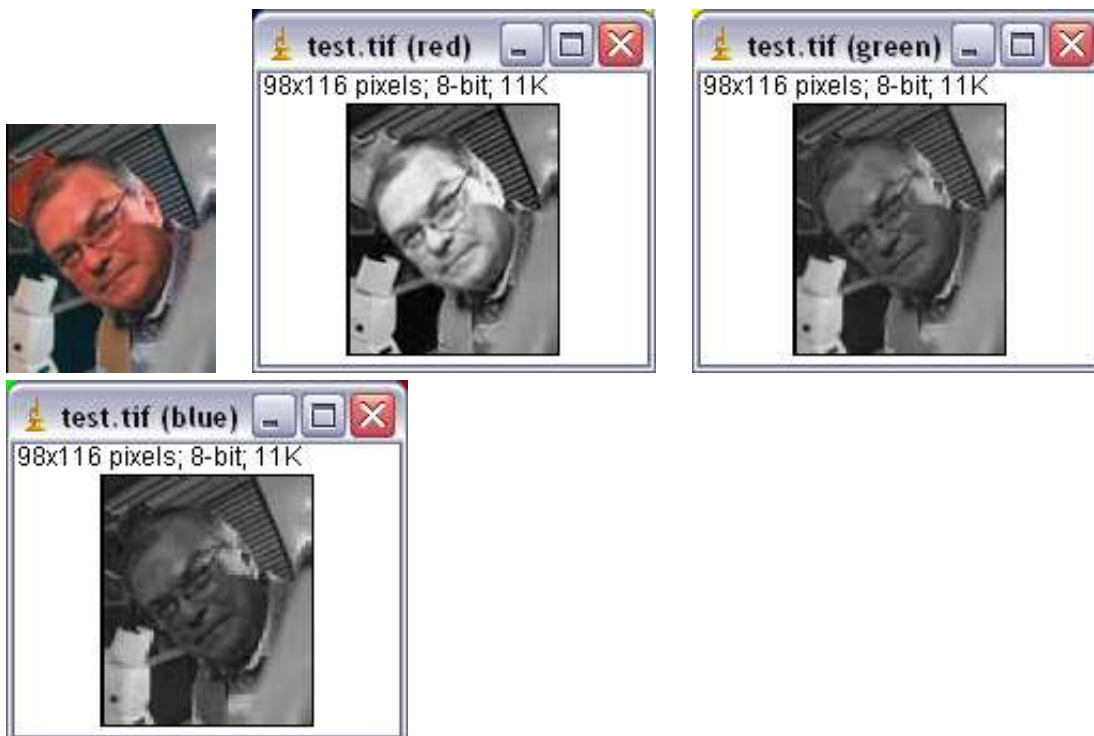 test.tif (red)
98x116 pixels; 8-bit; 11K
test.tif (green)
98x116 pixels; 8-bit; 11K
test.tif (blue)
98x116 pixels; 8-bit; 11K